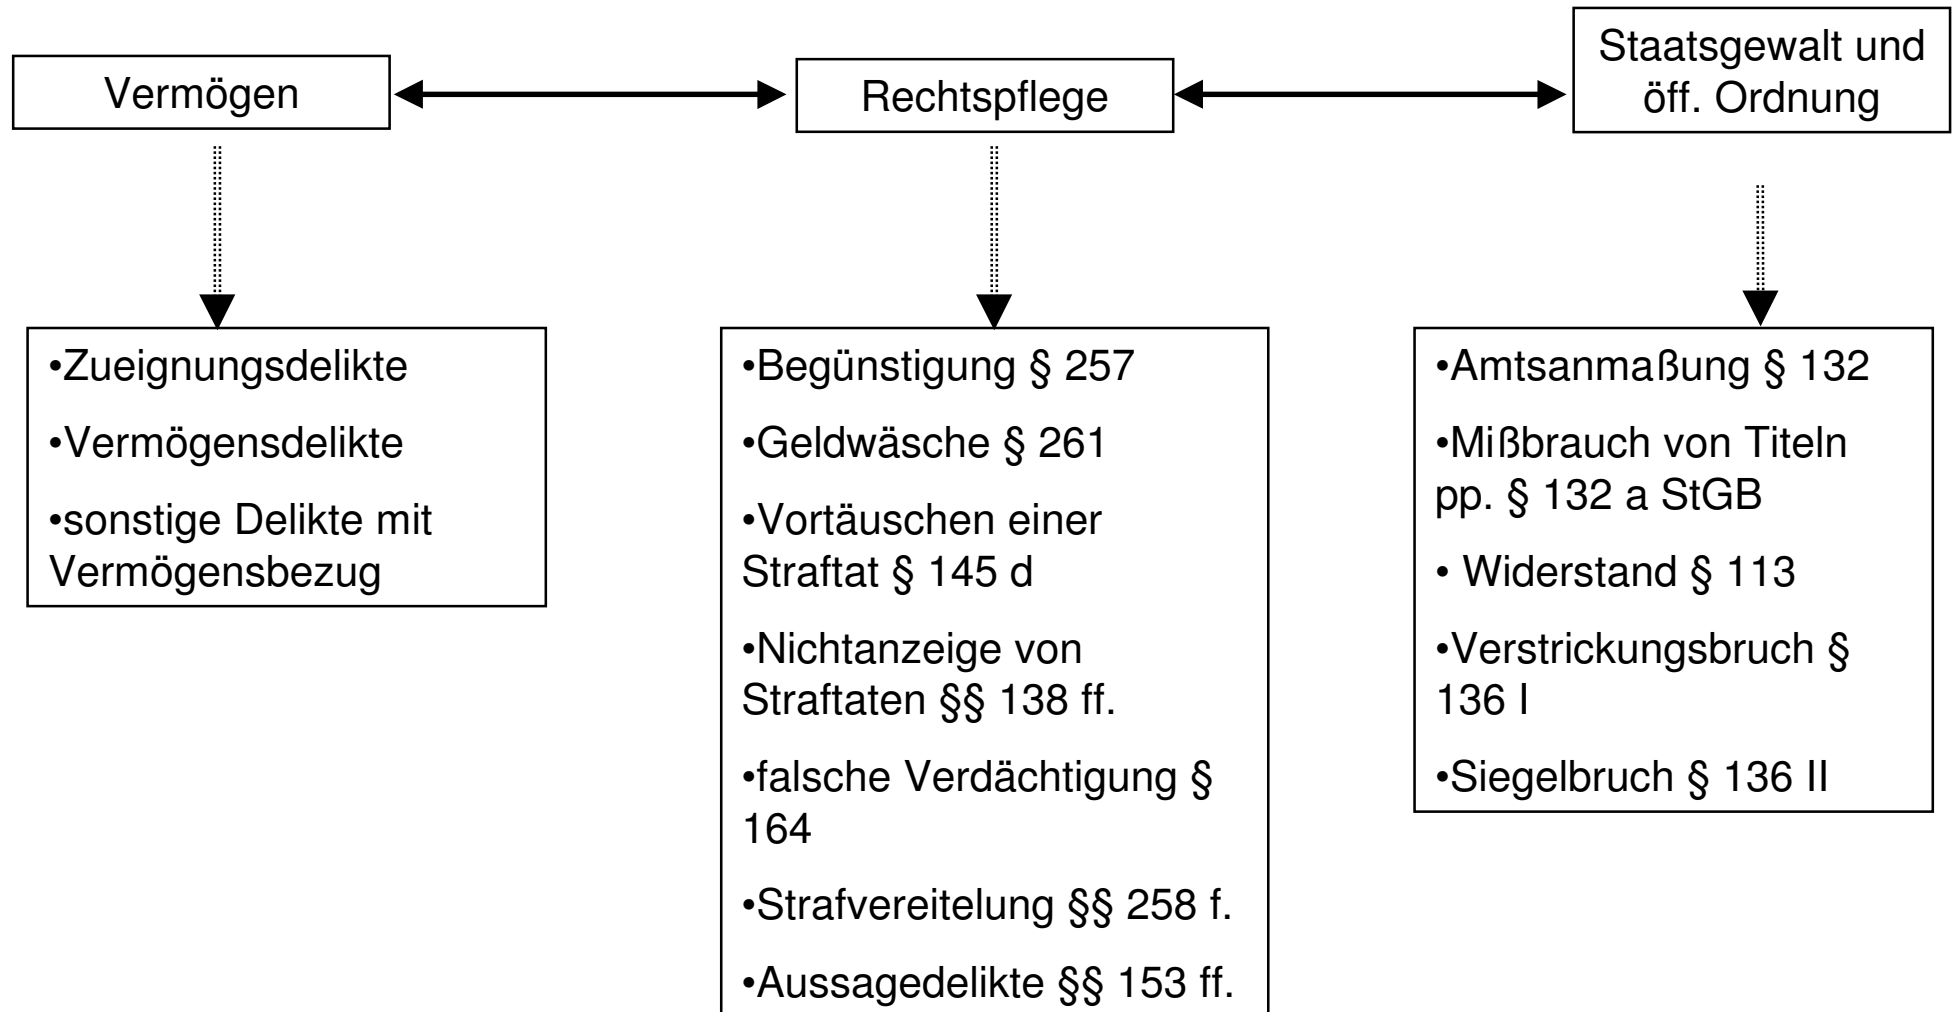 Vermögen
Rechtspflege
Staatsgewalt und
öff. Ordnung
•Zueignungsdelikte
•Vermögensdelikte
•sonstige Delikte mit
Vermögensbezug
•Begünstigung § 257
•Geldwäsche § 261
•Vortäuschen einer
Straftat § 145 d
•Nichtanzeige von
Straftaten §§ 138 ff.
•falsche Verdächtigung §
164
•Strafvereitelung §§ 258 f.
•Aussagedelikte §§ 153 ff.
•Amtsanmaßung § 132
•Mißbrauch von Titeln
pp. § 132 a StGB
• Widerstand § 113
•Verstrickungsbruch §
136 I
•Siegelbruch § 136 II